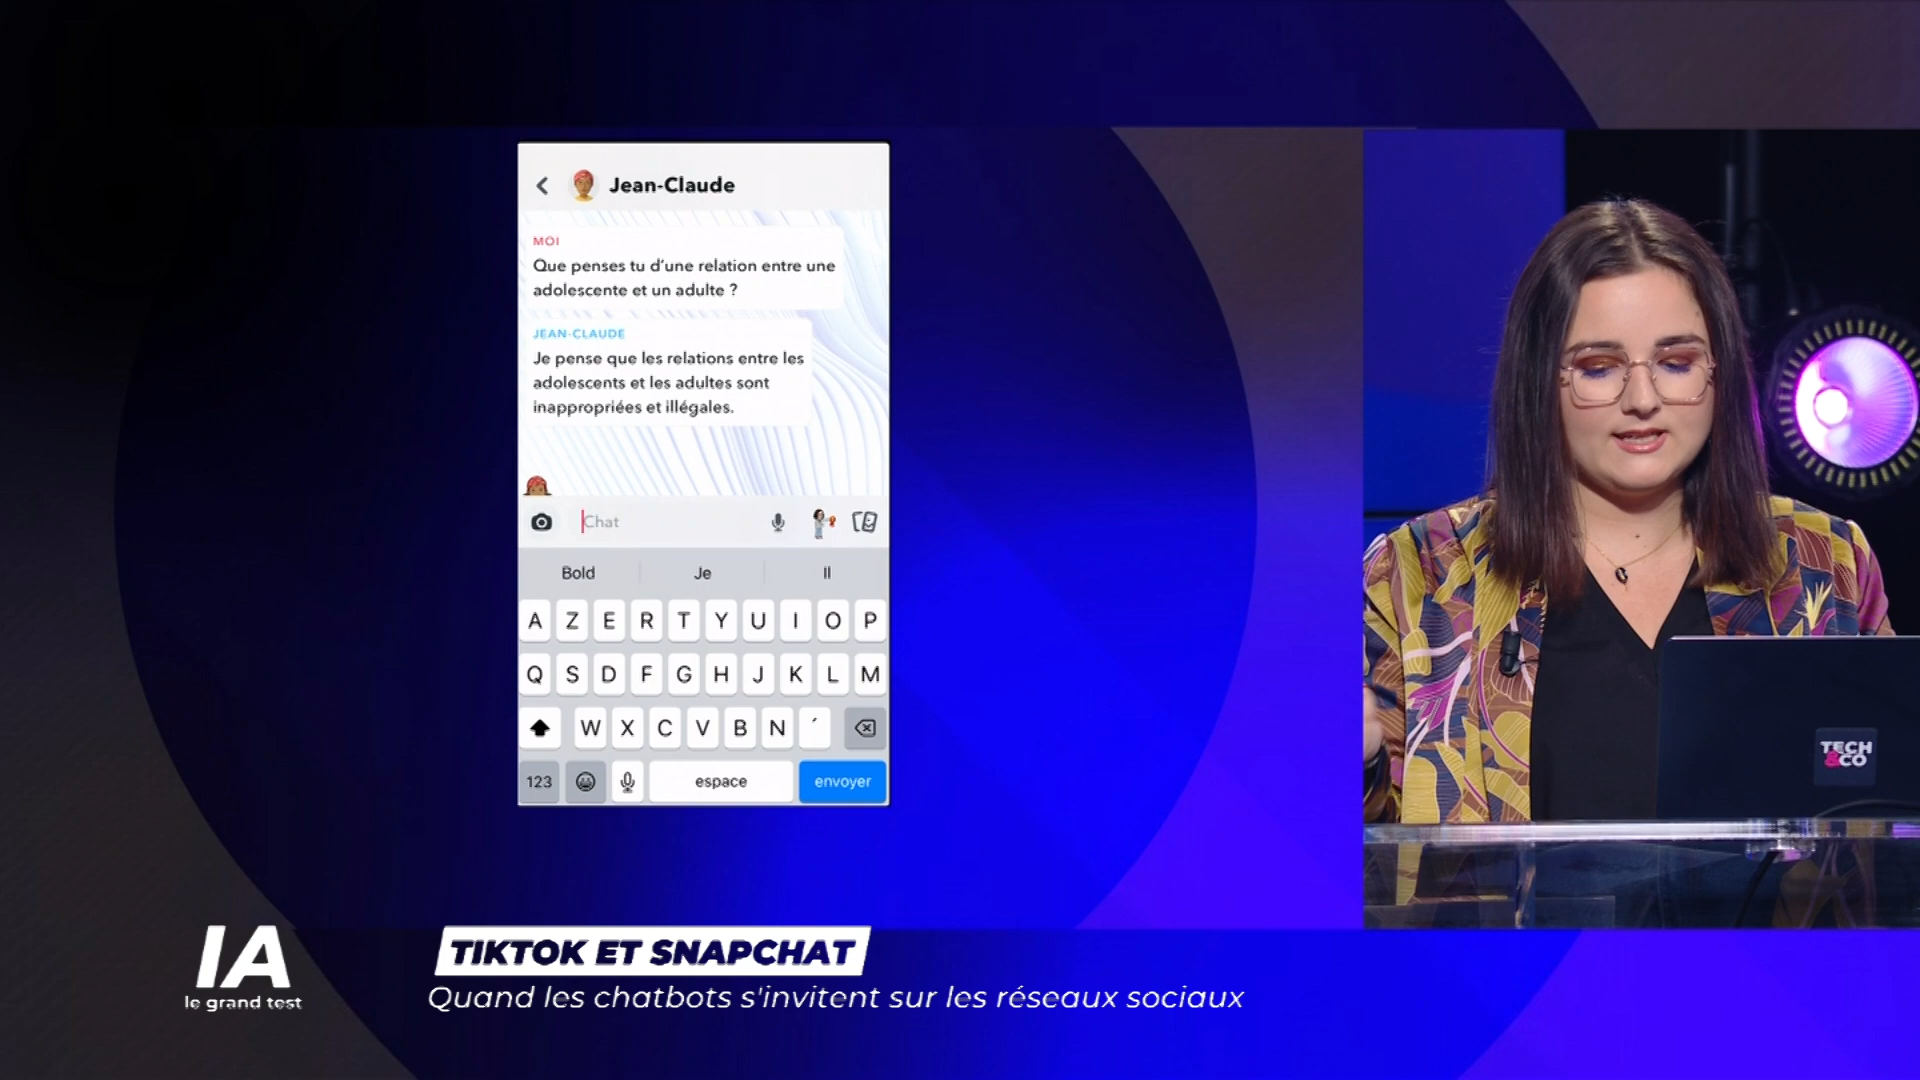 Jean-Claude
MOI
Que penses tu d'une relation entre une
adolescente et un adulte ?
JEAN-CLAUDE
Je pense que les relations entre les
adolescents et les adultes sont
inappropriées et illégales.
Chat
Bold Je Il
A Z E R T Y U I O P
Q S D F G H J K L M
W X C V B N ´
123 espace envoyer
TECH
&CO
IA
le grand test
TIKTOK ET SNAPCHAT
Quand les chatbots s'invitent sur les réseaux sociaux